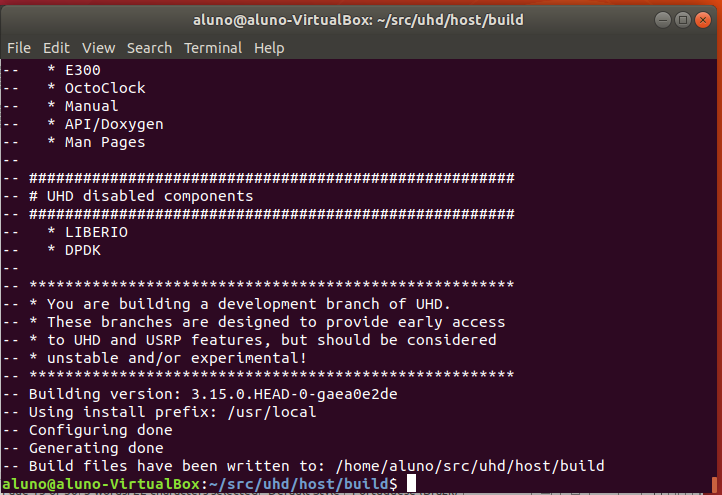 aluno@aluno-VirtualBox: ~/src/uhd/host/build
File Edit View Search Terminal Help
--   * E300
--   * OctoClock
--   * Manual
--   * API/Doxygen
--   * Man Pages
--
-- ######################################################
-- # UHD disabled components
-- ######################################################
--   * LIBERIO
--   * DPDK
--
-- ******************************************************
-- * You are building a development branch of UHD.
-- * These branches are designed to provide early access
-- * to UHD and USRP features, but should be considered
-- * unstable and/or experimental!
-- ******************************************************
-- Building version: 3.15.0.HEAD-0-gaea0e2de
-- Using install prefix: /usr/local
-- Configuring done
-- Generating done
-- Build files have been written to: /home/aluno/src/uhd/host/build
aluno@aluno-VirtualBox:~/src/uhd/host/build$